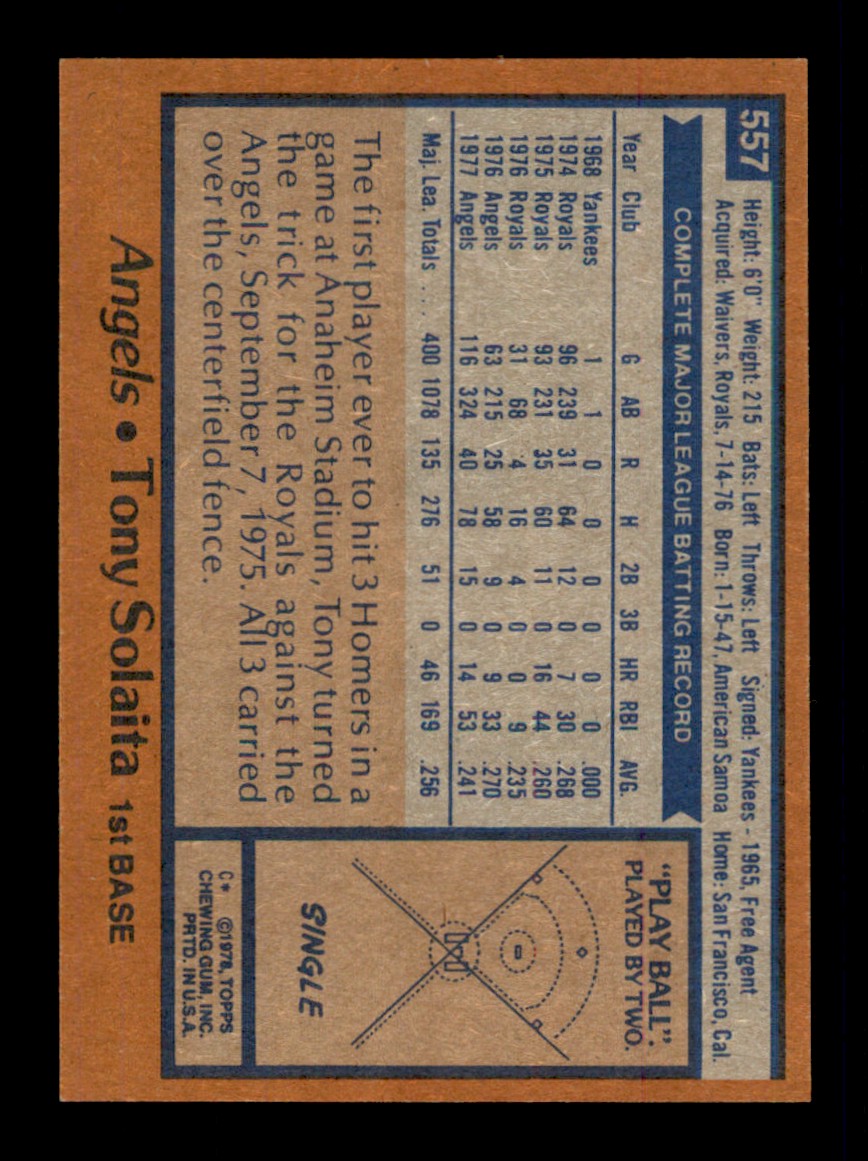 557
Height: 6'0" Weight: 215 Bats: Left Throws: Left Signed: Yankees - 1965, Free Agent
Acquired: Waivers, Royals, 7-14-76 Born: 1-15-47, American Samoa Home: San Francisco, Cal.
COMPLETE MAJOR LEAGUE BATTING RECORD
Year Club G AB R H 2B 3B HR RBI AVG.
1968 Yankees 1 1 0 0 0 0 0 0 .000
1974 Royals 96 239 31 64 12 0 7 30 .268
1975 Royals 93 231 35 60 11 0 16 44 .260
1976 Royals 31 68 4 16 4 0 0 9 .235
1976 Angels 63 215 25 58 9 0 9 33 .270
1977 Angels 116 324 40 78 15 0 14 53 .241
Maj. Lea. Totals .... 400 1078 135 276 51 0 46 169 .256
The first player ever to hit 3 Homers in a
game at Anaheim Stadium, Tony turned
the trick for the Royals against the
Angels, September 7, 1975. All 3 carried
over the centerfield fence.
"PLAY BALL":
PLAYED BY TWO.
SINGLE
C* ©1978, TOPPS
CHEWING GUM, INC.
PRTD. IN U.S.A.
Angels • Tony Solaita 1st BASE